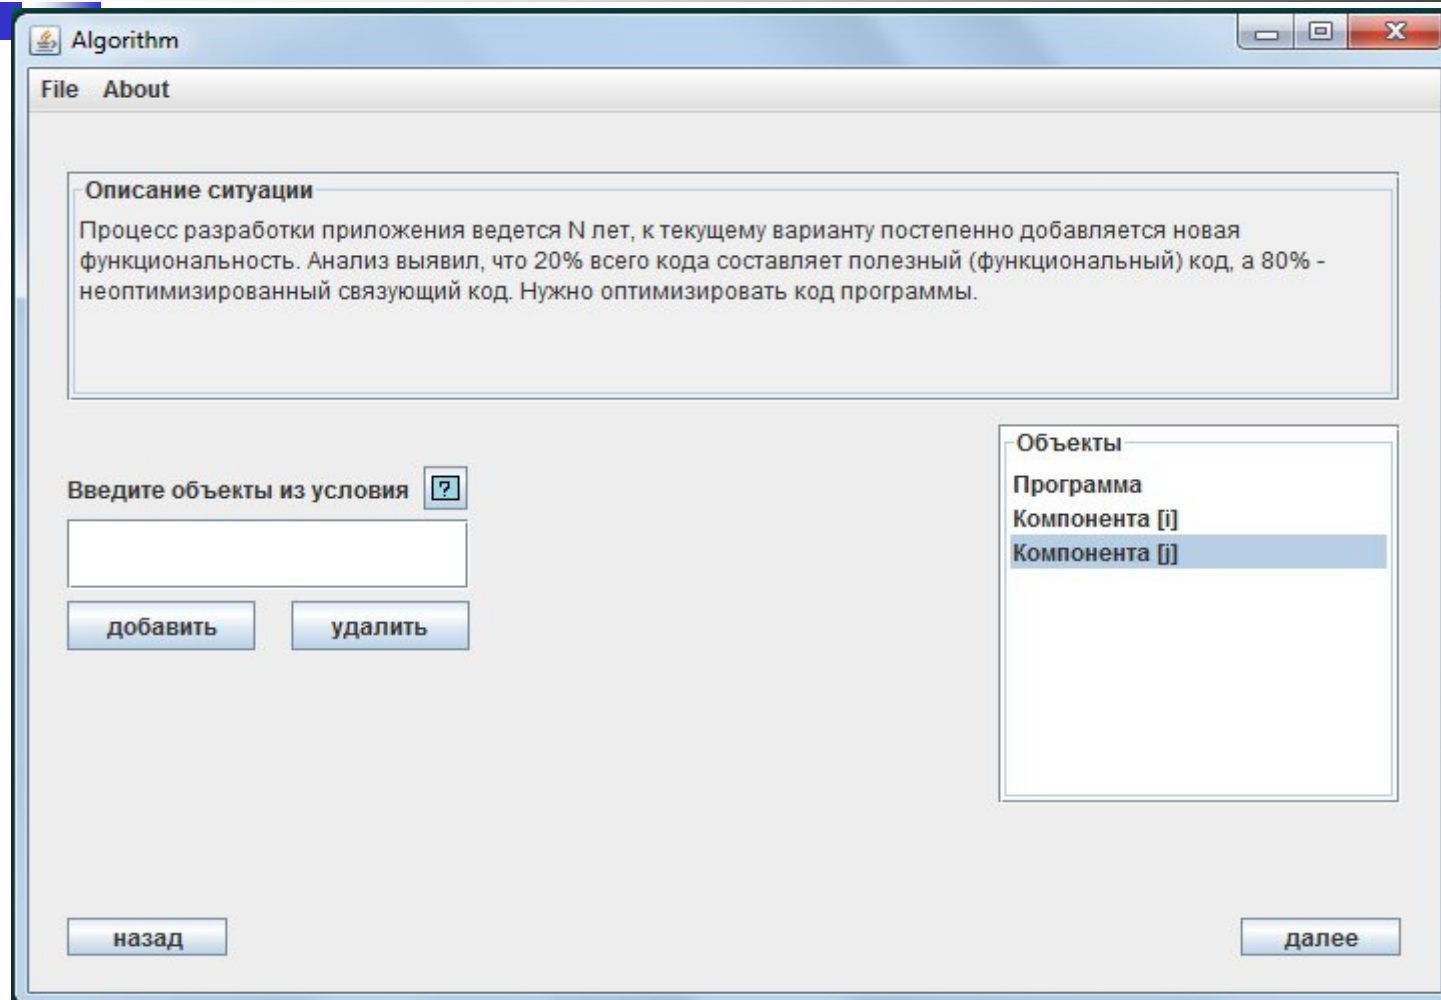 Algorithm
File About
Описание ситуации
Процесс разработки приложения ведется N лет, к текущему варианту постепенно добавляется новая
функциональность. Анализ выявил, что 20% всего кода составляет полезный (функциональный) код, а 80% -
неоптимизированный связующий код. Нужно оптимизировать код программы.
Введите объекты из условия ?
добавить удалить
Объекты
Программа
Компонента [i]
Компонента [j]
назад далее